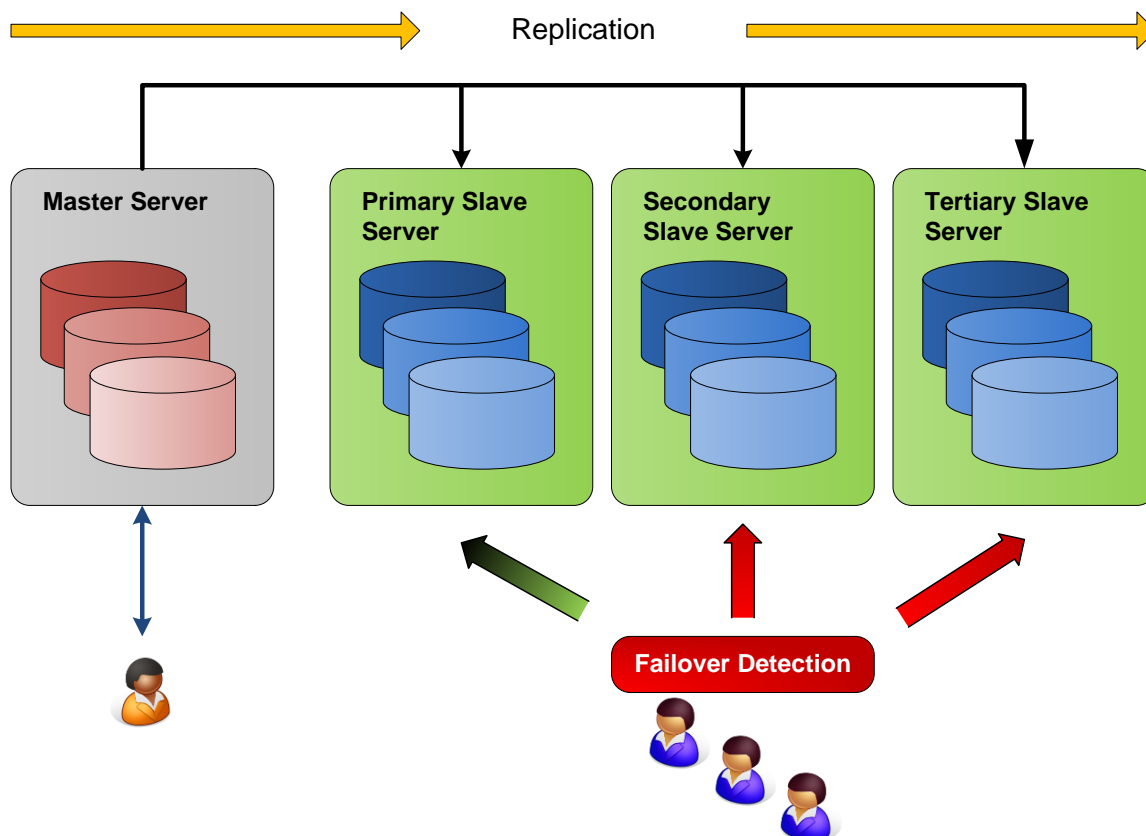 Replication
Master Server
Primary Slave
Server
Secondary
Slave Server
Tertiary Slave
Server
Failover Detection